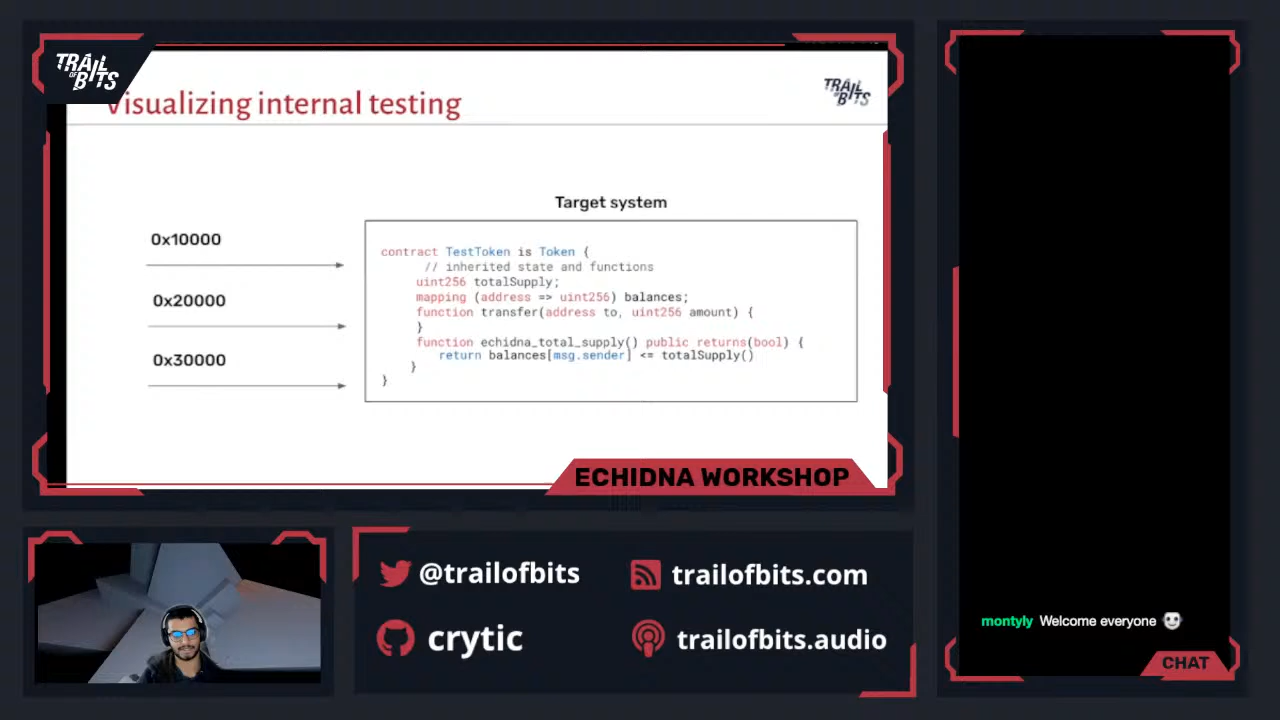 TRAIL
OF
BITS
Visualizing internal testing
TRAIL
OF
BITS
Target system
0x10000
0x20000
0x30000
contract TestToken is Token {
// inherited state and functions
uint256 totalSupply;
mapping (address => uint256) balances;
function transfer(address to, uint256 amount) {
}
function echidna_total_supply() public returns(bool) {
return balances[msg.sender] <= totalSupply()
}
}
ECHIDNA WORKSHOP
@trailofbits
trailofbits.com
crytic
trailofbits.audio
montyly Welcome everyone
CHAT